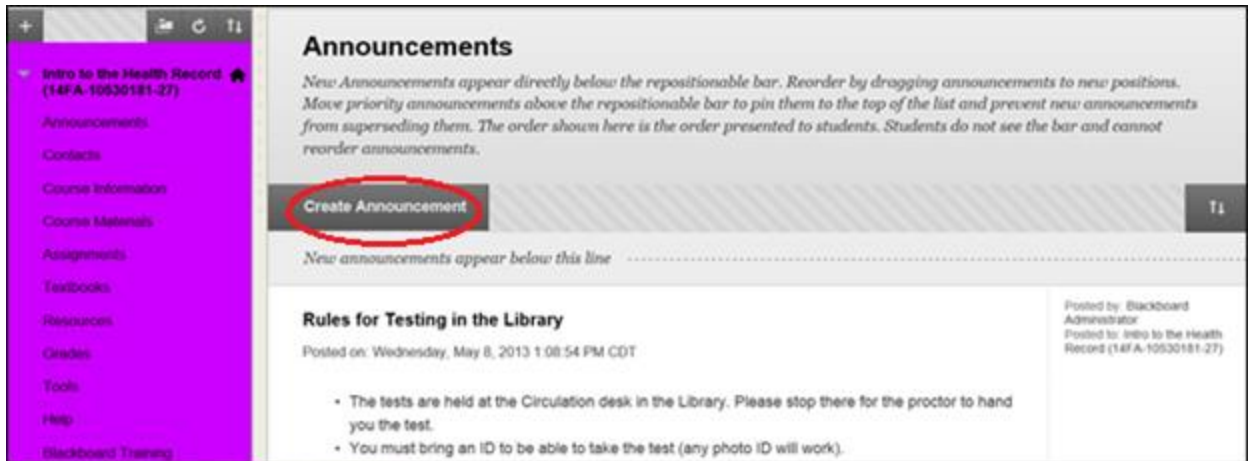 Intro to the Health Record
(14FA-10530181-27)
Announcements
Contacts
Course Information
Course Materials
Assignments
Textbooks
Resources
Grades
Tools
Help
Blackboard Training
Announcements
New Announcements appear directly below the repositionable bar. Reorder by dragging announcements to new positions.
Move priority announcements above the repositionable bar to pin them to the top of the list and prevent new announcements
from superseding them. The order shown here is the order presented to students. Students do not see the bar and cannot
reorder announcements.
Create Announcement
New announcements appear below this line
Rules for Testing in the Library
Posted on: Wednesday, May 8, 2013 1:08:54 PM CDT
• The tests are held at the Circulation desk in the Library. Please stop there for the proctor to hand
you the test.
• You must bring an ID to be able to take the test (any photo ID will work).
Posted by: Blackboard
Administrator
Posted to: Intro to the Health
Record (14FA-10530181-27)